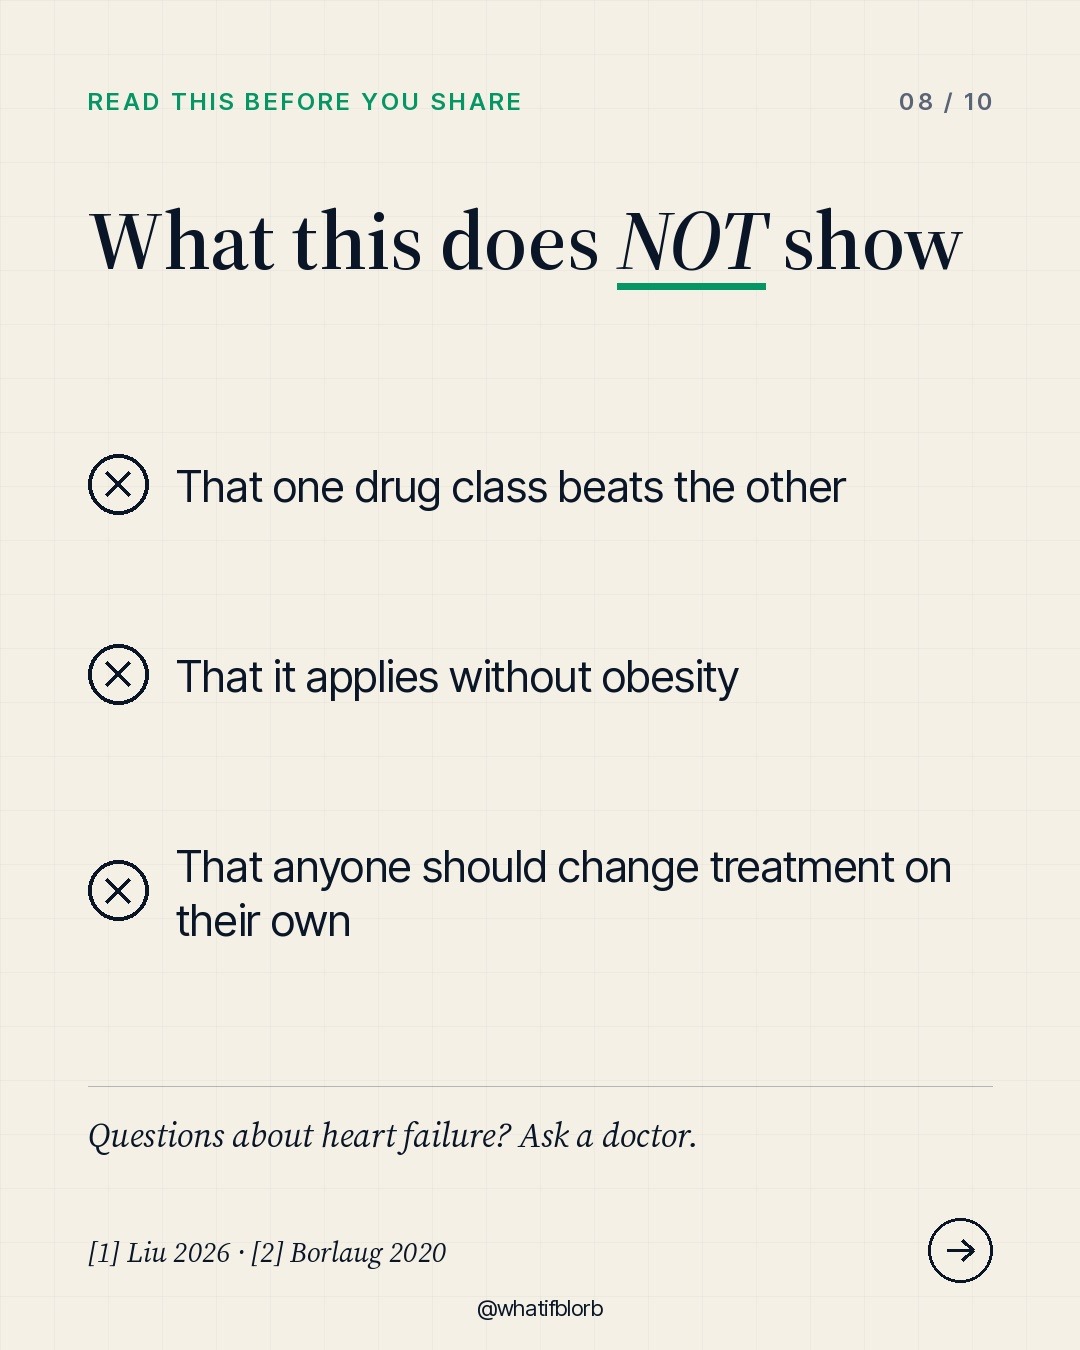 READ THIS BEFORE YOU SHARE
08 / 10
What this does NOT show
That one drug class beats the other
That it applies without obesity
That anyone should change treatment on
their own
Questions about heart failure? Ask a doctor.
[1] Liu 2026 · [2] Borlaug 2020
@whatifblorb